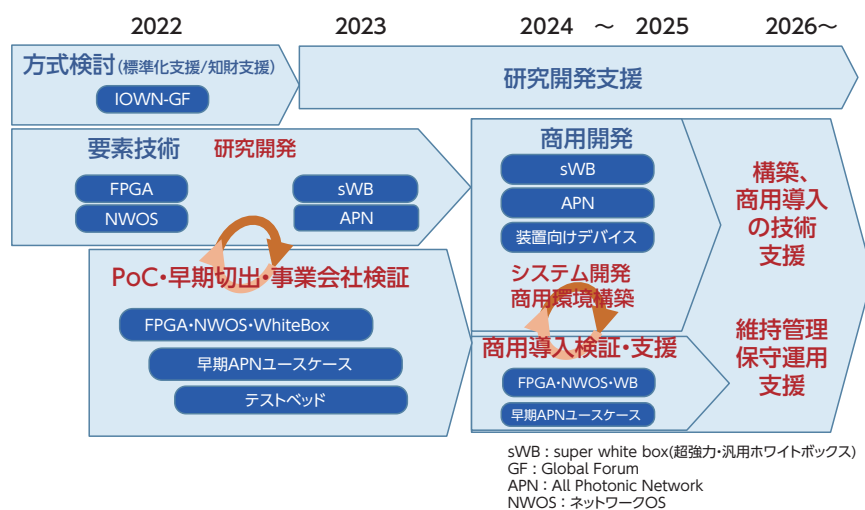 2022
2023
2024 ～ 2025
2026～
方式検討(標準化支援/知財支援)
IOWN-GF
研究開発支援
要素技術 研究開発
FPGA
NWOS
sWB
APN
PoC・早期切出・事業会社検証
FPGA・NWOS・WhiteBox
早期APNユースケース
テストベッド
商用開発
sWB
APN
装置向けデバイス
システム開発
商用環境構築
商用導入検証・支援
FPGA・NWOS・WB
早期APNユースケース
構築、
商用導入
の技術
支援
維持管理
保守運用
支援
sWB : super white box(超強力・汎用ホワイトボックス)
GF : Global Forum
APN : All Photonic Network
NWOS : ネットワークOS